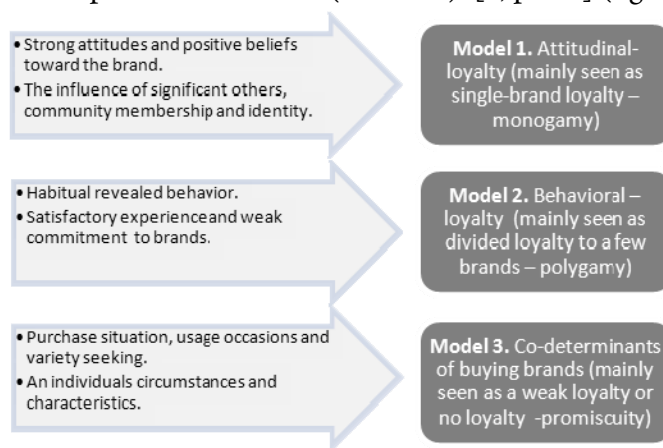 • Strong attitudes and positive beliefs
toward the brand.
• The influence of significant others,
community membership and identity.
Model 1. Attitudinal-
loyalty (mainly seen as
single-brand loyalty –
monogamy)
• Habitual revealed behavior.
• Satisfactory experience and weak
commitment to brands.
Model 2. Behavioral –
loyalty (mainly seen as
divided loyalty to a few
brands – polygamy)
• Purchase situation, usage occasions and
variety seeking.
• An individuals circumstances and
characteristics.
Model 3. Co-determinants
of buying brands (mainly
seen as a weak loyalty or
no loyalty -promiscuity)